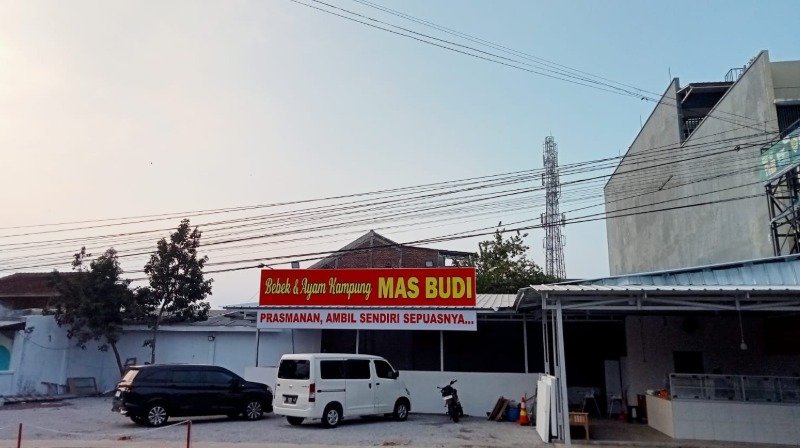 Bebek & Ayam Kampung MAS BUDI
PRASMANAN, AMBIL SENDIRI SEPUASNYA...